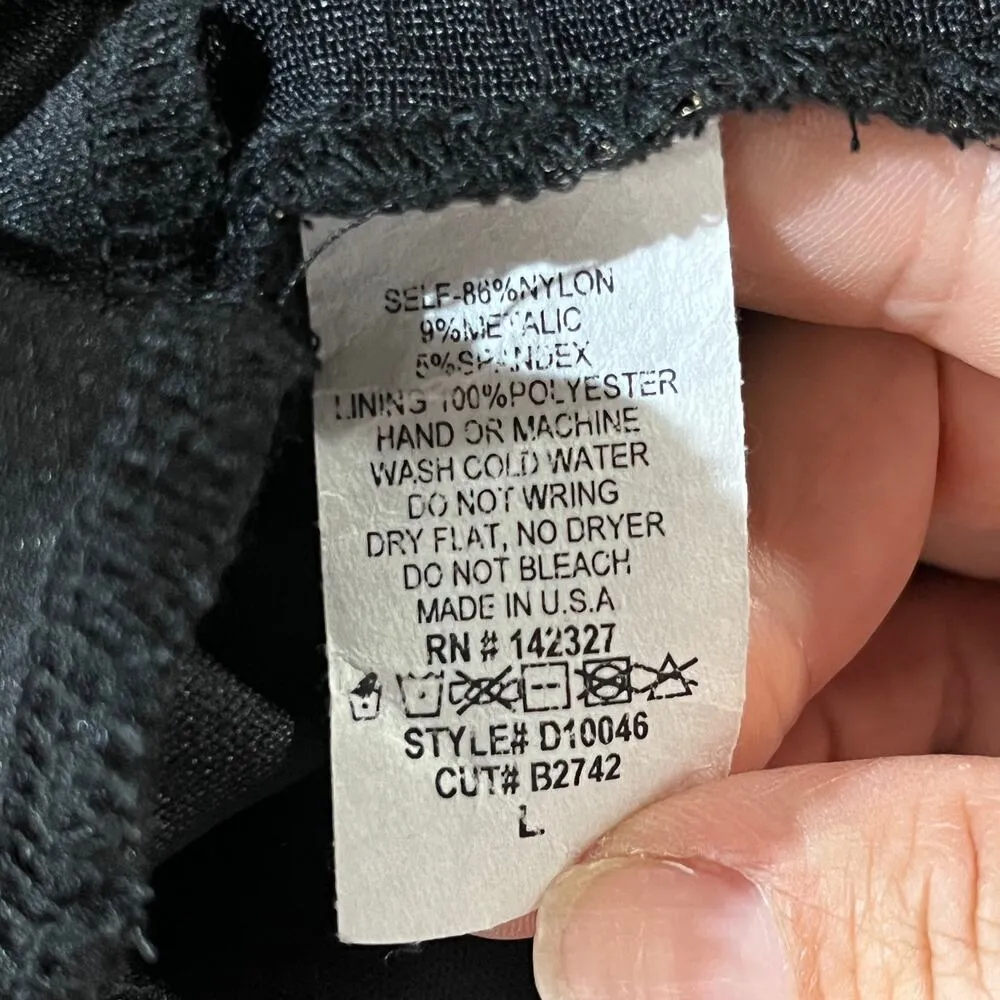 SELF-86%NYLON
9%METALIC
5%SPANDEX
LINING 100%POLYESTER
HAND OR MACHINE
WASH COLD WATER
DO NOT WRING
DRY FLAT, NO DRYER
DO NOT BLEACH
MADE IN U.S.A
RN # 142327
STYLE# D10046
CUT# B2742
L